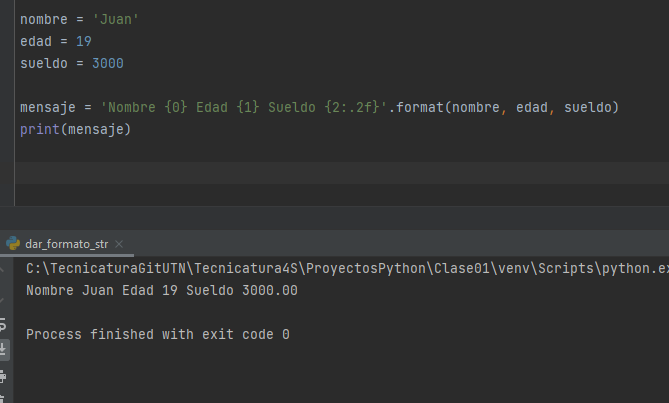 nombre = 'Juan'
edad = 19
sueldo = 3000
mensaje = 'Nombre {0} Edad {1} Sueldo {2:.2f}'.format(nombre, edad, sueldo)
print(mensaje)
dar_formato_str
C:\TecnicaturaGitUTN\Tecnicatura4S\ProyectosPython\Clase01\venv\Scripts\python.ex
Nombre Juan Edad 19 Sueldo 3000.00
Process finished with exit code 0